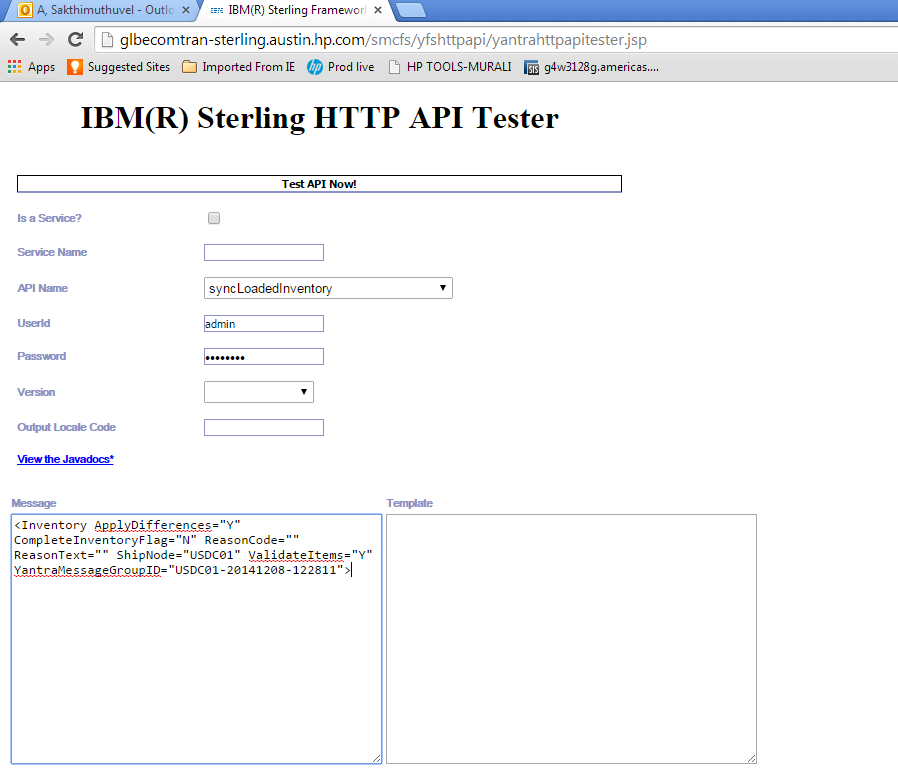 A, Sakthimuthuvel - Outlo
IBM(R) Sterling Framewor
glbecomtran-sterling.austin.hp.com/smcfs/yfshttpapi/yantrahttpapitester.jsp
Apps Suggested Sites Imported From IE Prod live HP TOOLS-MURALI g4w3128g.americas....
IBM(R) Sterling HTTP API Tester
Test API Now!
Is a Service?
Service Name
API Name syncLoadedInventory
UserId admin
Password ••••••••
Version
Output Locale Code
View the Javadocs*
Message Template
<Inventory ApplyDifferences="Y"
CompleteInventoryFlag="N" ReasonCode=""
ReasonText="" ShipNode="USDC01" ValidateItems="Y"
YantraMessageGroupID="USDC01-20141208-122811">